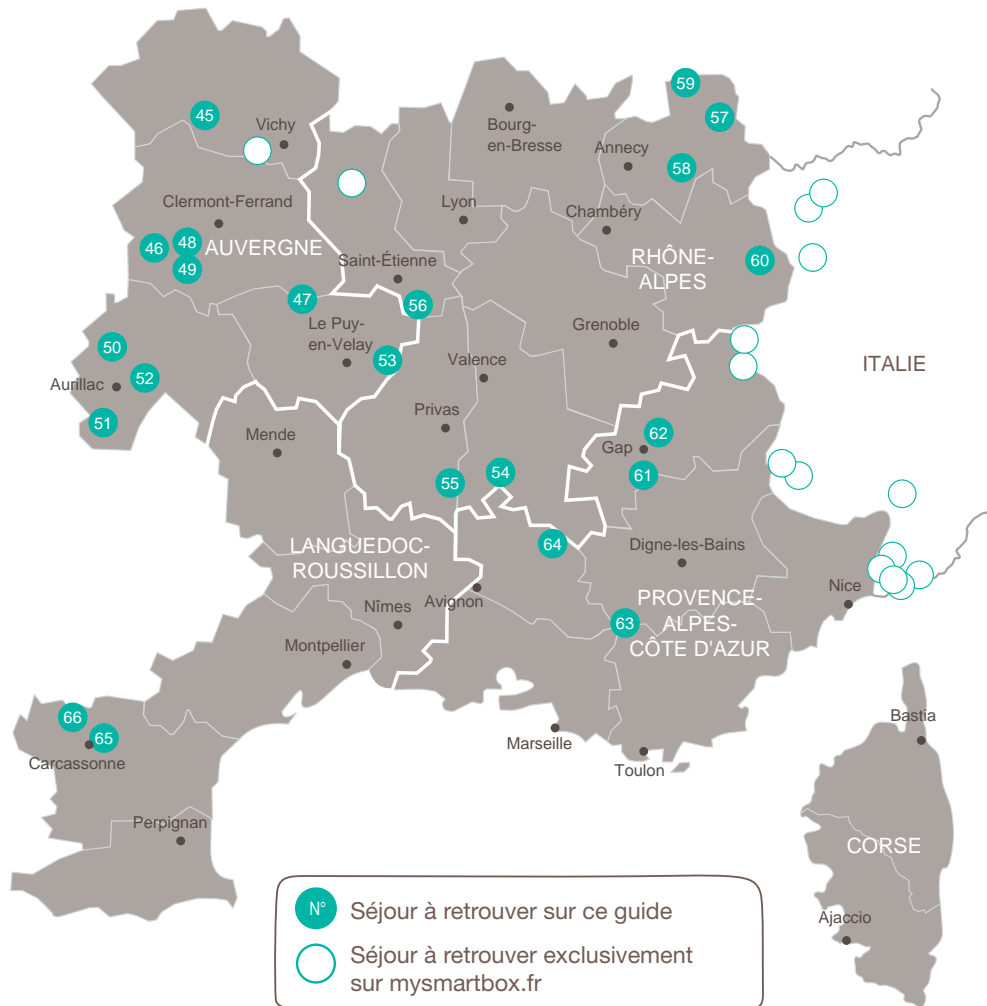 59
45
57
Vichy
Bourg-
en-Bresse
Annecy
58
Clermont-Ferrand
Lyon
Chambéry
46
48
AUVERGNE
49
Saint-Étienne
RHÔNE-
ALPES
60
47
56
Le Puy-
en-Velay
Grenoble
50
53
Valence
ITALIE
Aurillac
52
51
Privas
Mende
62
Gap
55
54
61
LANGUEDOC-
ROUSSILLON
64
Digne-les-Bains
Avignon
Nice
Nîmes
63
PROVENCE-
ALPES-
CÔTE D'AZUR
Montpellier
66
65
Carcassonne
Marseille
Toulon
Bastia
Perpignan
CORSE
N° Séjour à retrouver sur ce guide
Ajaccio
Séjour à retrouver exclusivement
sur mysmartbox.fr